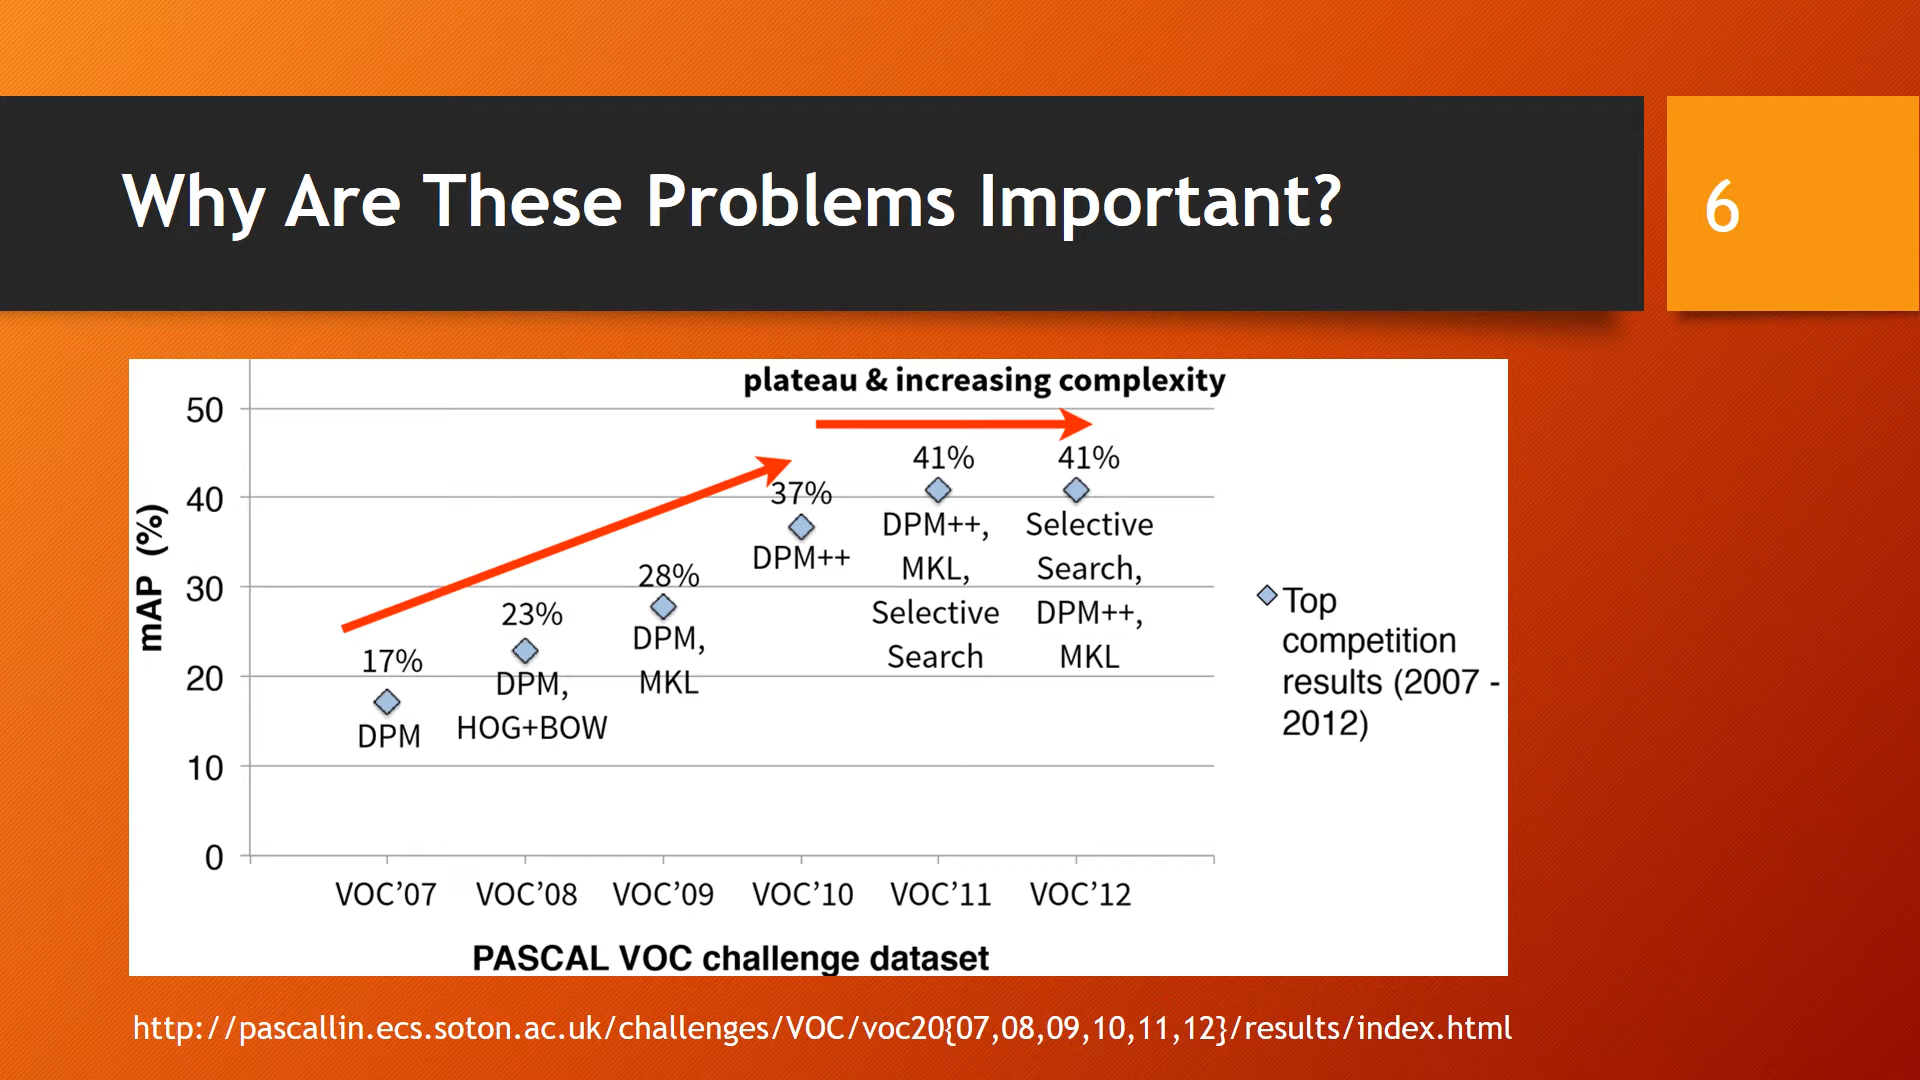 Why Are These Problems Important?
6
plateau & increasing complexity
50
40
30
20
10
0
mAP (%)
17%
DPM
23%
DPM,
HOG+BOW
28%
DPM,
MKL
37%
DPM++
41%
DPM++,
MKL,
Selective
Search
41%
Selective
Search,
DPM++,
MKL
Top
competition
results (2007 -
2012)
VOC’07 VOC’08 VOC’09 VOC’10 VOC’11 VOC’12
PASCAL VOC challenge dataset
http://pascallin.ecs.soton.ac.uk/challenges/VOC/voc20{07,08,09,10,11,12}/results/index.html